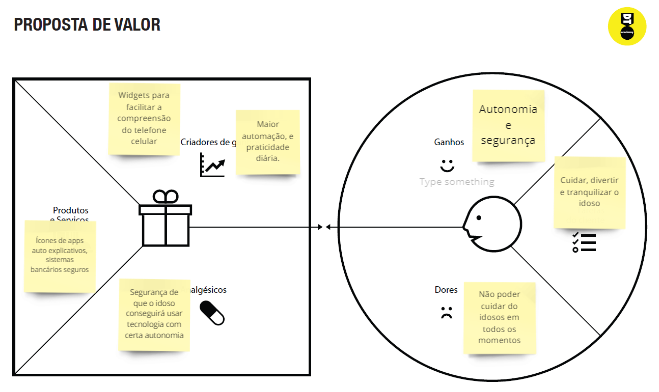 PROPOSTA DE VALOR
Widgets para
facilitar a
compreensão
do telefone
celular
Criadores de g
Maior
automação, e
praticidade
diária.
Produtos
e Serviços
Ícones de apps
auto explicativos,
sistemas
bancários seguros
Segurança de
que o idoso
conseguirá usar
tecnologia com
certa autonomia
algésicos
Ganhos
Autonomia
e
segurança
Type something
Cuidar, divertir
e tranquilizar o
idoso
Dores
Não poder
cuidar do
idosos em
todos os
momentos